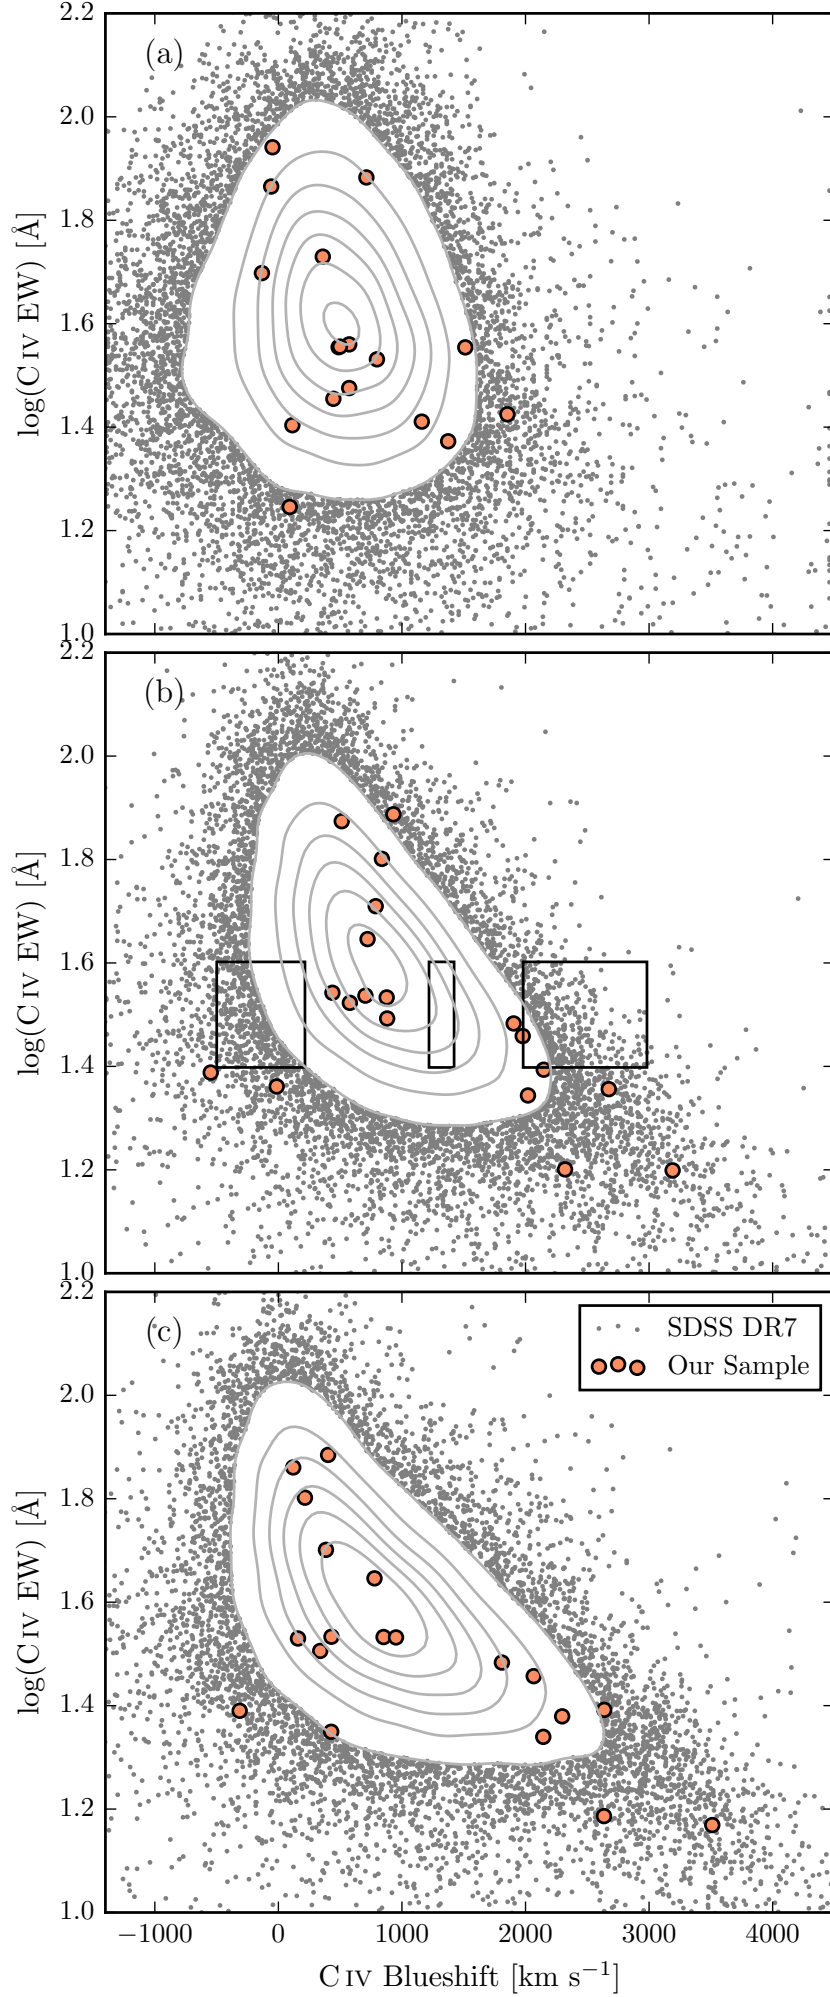 (a)
2.2
2.0
1.8
1.6
1.4
1.2
1.0
log(C IV EW) [Å]
(b)
2.2
2.0
1.8
1.6
1.4
1.2
1.0
log(C IV EW) [Å]
(c)
SDSS DR7
Our Sample
2.2
2.0
1.8
1.6
1.4
1.2
1.0
log(C IV EW) [Å]
−1000 0 1000 2000 3000 4000
C IV Blueshift [km s⁻¹]